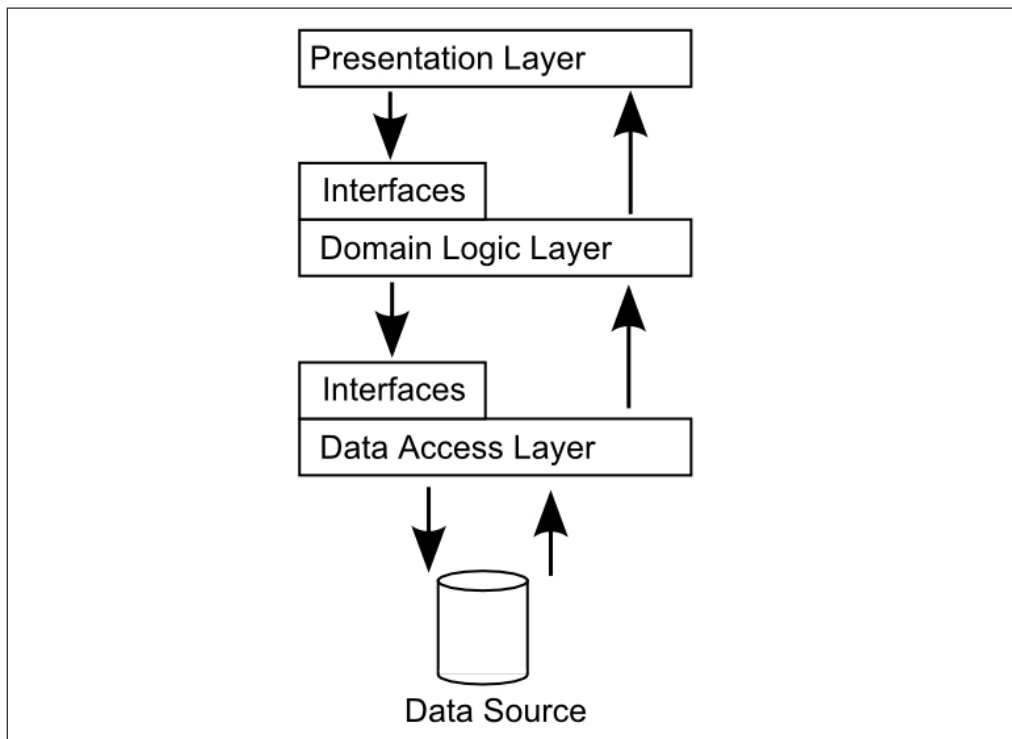 Presentation Layer
Interfaces
Domain Logic Layer
Interfaces
Data Access Layer
Data Source